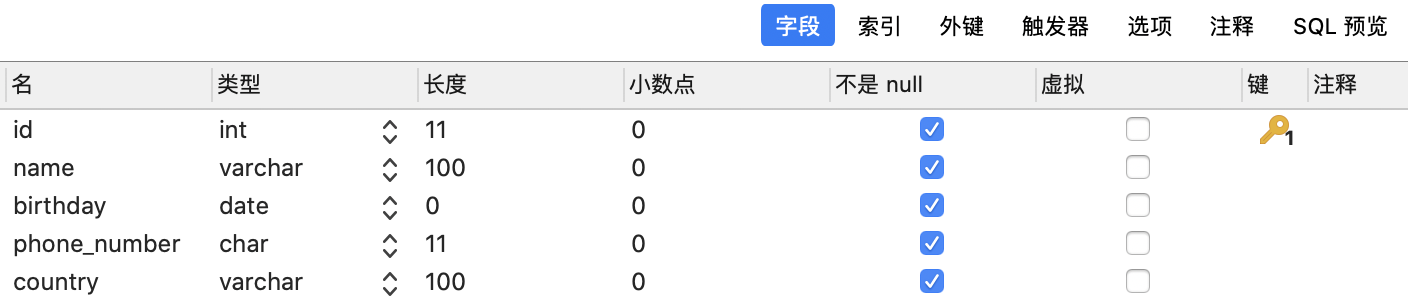 字段 索引 外键 触发器 选项 注释 SQL 预览
名 类型 长度 小数点 不是 null 虚拟 键 注释
id int 11 0 1
name varchar 100 0
birthday date 0 0
phone_number char 11 0
country varchar 100 0